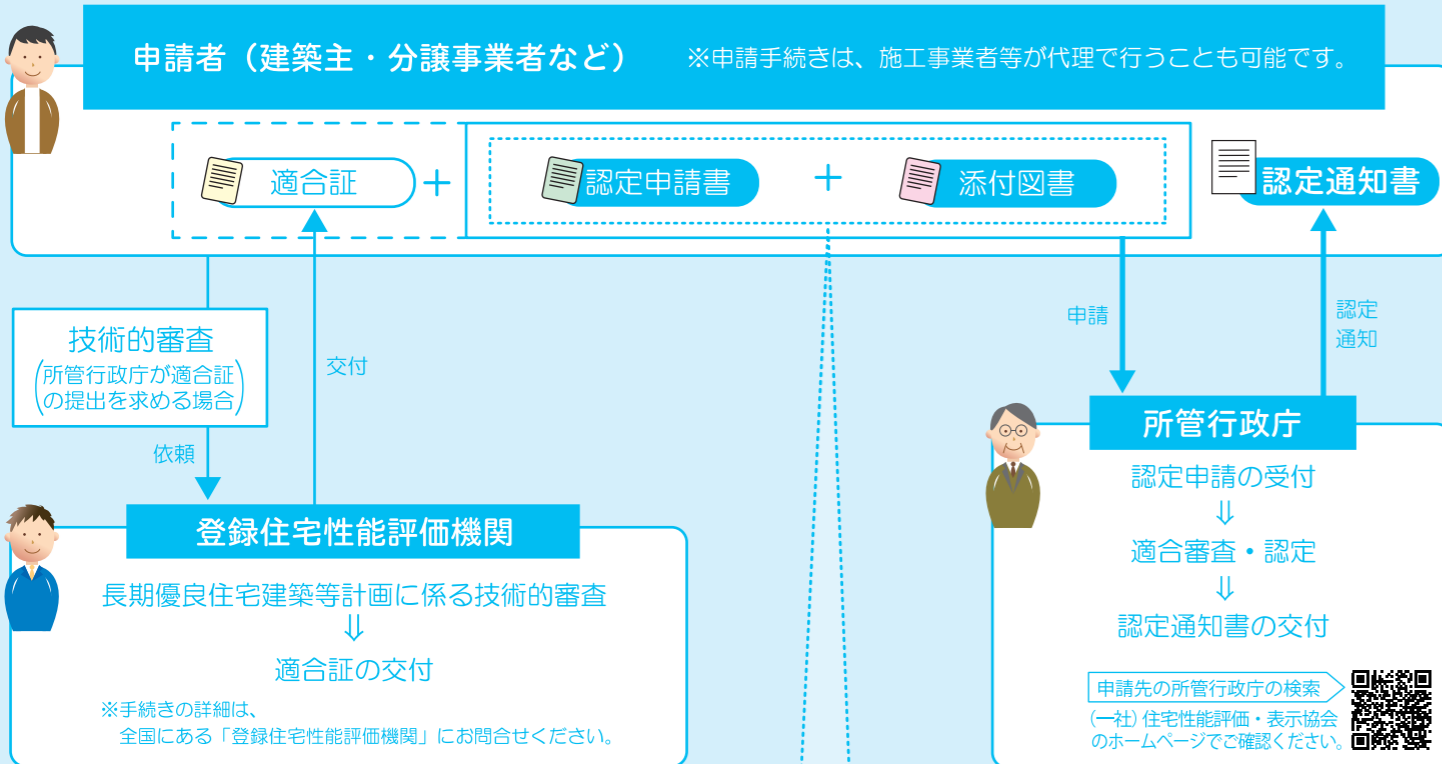 申請者（建築主・分譲事業者など）　※申請手続きは、施工事業者等が代理で行うことも可能です。
適合証 + 認定申請書 + 添付図書
認定通知書
技術的審査
(所管行政庁が適合証
の提出を求める場合)
交付
依頼
申請
認定
通知
登録住宅性能評価機関
長期優良住宅建築等計画に係る技術的審査
⇓
適合証の交付
※手続きの詳細は、
全国にある「登録住宅性能評価機関」にお問合せください。
所管行政庁
認定申請の受付
⇓
適合審査・認定
⇓
認定通知書の交付
申請先の所管行政庁の検索
(一社)住宅性能評価・表示協会
のホームページでご確認ください。